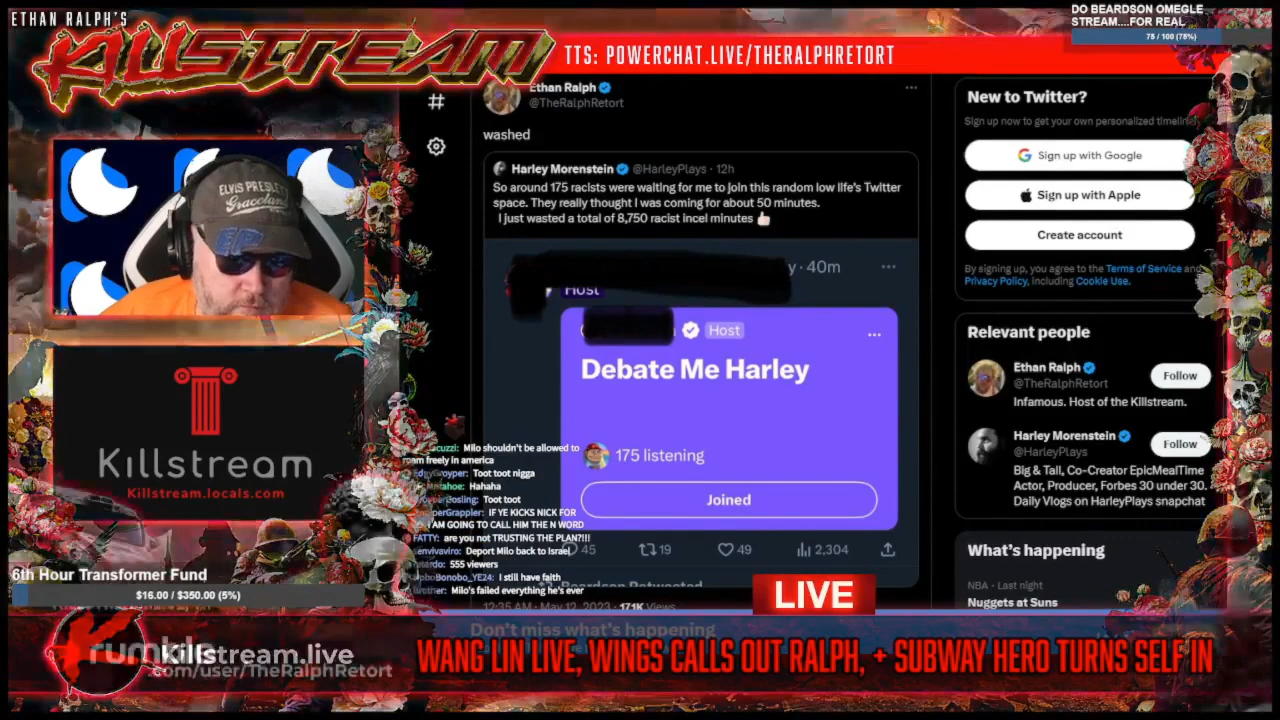 ETHAN RALPH'S
KILLSTREAM
TTS: POWERCHAT.LIVE/THERALPHRETORT
DO BEARDSON OMEGLE
STREAM....FOR REAL
75 / 100 (75%)
ELVIS PRESLEY
Graceland
EP
Killstream
Killstream.locals.com
Ethan Ralph
@TheRalphRetort
washed
Harley Morenstein @HarleyPlays · 12h
So around 175 racists were waiting for me to join this random low life's Twitter
space. They really thought I was coming for about 50 minutes.
I just wasted a total of 8,750 racist incel minutes
y · 40m
Host
Host
Debate Me Harley
175 listening
Joined
45 19 49 2,304
Beardson Retweeted
12:35 AM · May 12, 2023 · 171K Views
Don't miss what's happening
New to Twitter?
Sign up now to get your own personalized timeline
Sign up with Google
Sign up with Apple
Create account
By signing up, you agree to the Terms of Service and
Privacy Policy, including Cookie Use.
Relevant people
Ethan Ralph
@TheRalphRetort
Follow
Infamous. Host of the Killstream.
Harley Morenstein
@HarleyPlays
Follow
Big & Tall, Co-Creator EpicMealTime
Actor, Producer, Forbes 30 under 30.
Daily Vlogs on HarleyPlays snapchat
What's happening
NBA · Last night
Nuggets at Suns
Milo shouldn't be allowed to
roam freely in america
Toot toot nigga
Hahaha
Toot toot
IF YE KICKS NICK FOR
I AM GOING TO CALL HIM THE N WORD
FATTY: are you not TRUSTING THE PLAN?!!!
Deport Milo back to Israel
555 viewers
Bonobo_YE24: I still have faith
Milo's failed everything he's ever
6th Hour Transformer Fund
$16.00 / $350.00 (5%)
LIVE
rumble
Killstream.live
.com/user/TheRalphRetort
WANG LIN LIVE, WINGS CALLS OUT RALPH, + SUBWAY HERO TURNS SELF IN